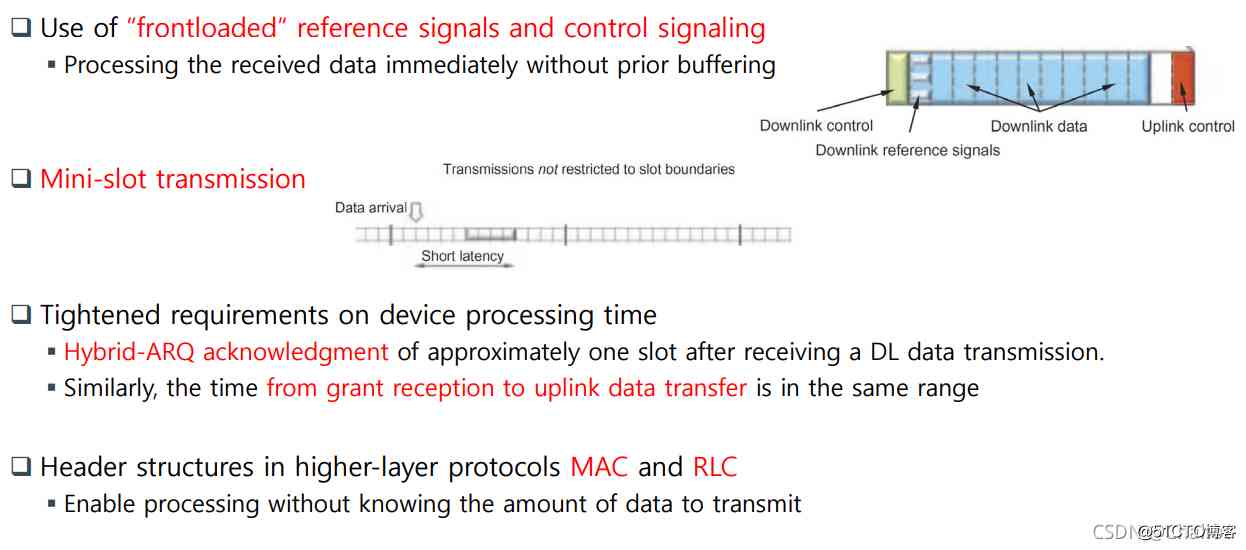 ❑ Use of “frontloaded“ reference signals and control signaling
▪ Processing the received data immediately without prior buffering
Downlink control
Downlink data
Uplink control
Downlink reference signals
❑ Mini-slot transmission
Transmissions not restricted to slot boundaries
Data arrival
Short latency
❑ Tightened requirements on device processing time
▪ Hybrid-ARQ acknowledgment of approximately one slot after receiving a DL data transmission.
▪ Similarly, the time from grant reception to uplink data transfer is in the same range
❑ Header structures in higher-layer protocols MAC and RLC
▪ Enable processing without knowing the amount of data to transmit
CSDN @51CTO博客